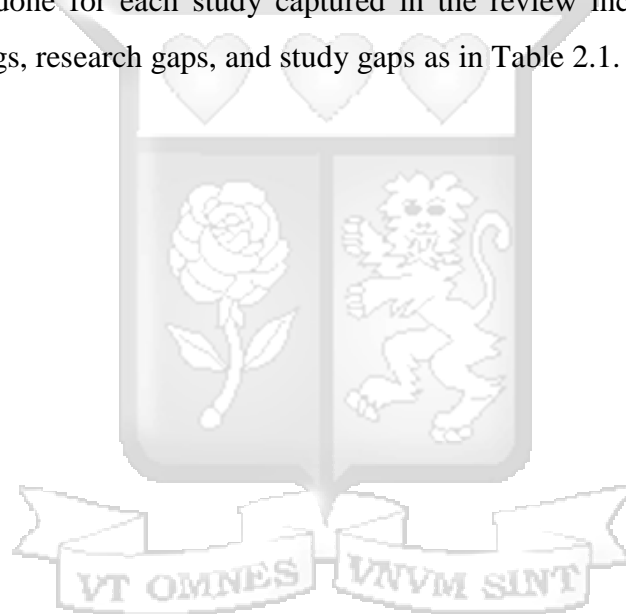 done for each study captured in the review inc
gs, research gaps, and study gaps as in Table 2.1.
VT OMNES VNVM SINT